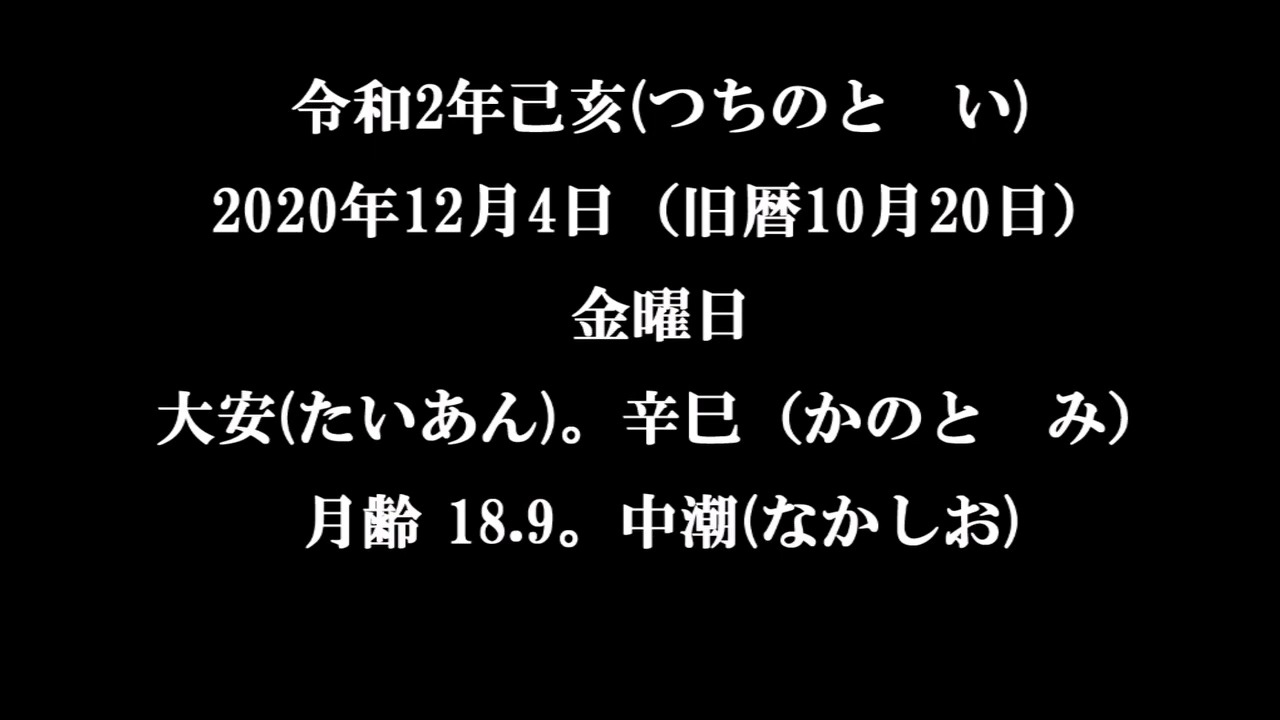 令和2年己亥(つちのと　い)
2020年12月4日（旧暦10月20日）
金曜日
大安(たいあん)。辛巳（かのと　み）
月齢 18.9。中潮(なかしお)